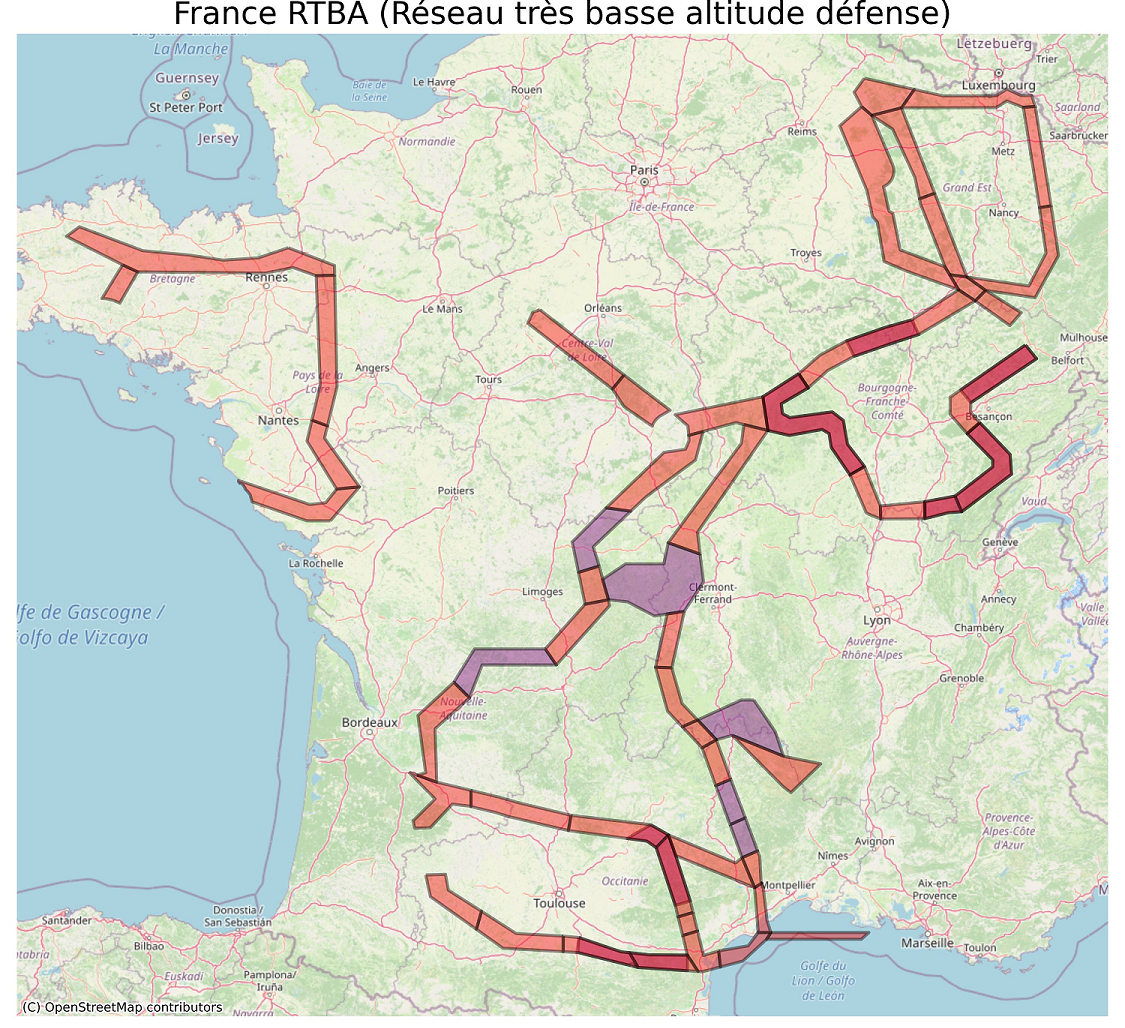 France RTBA (Réseau très basse altitude défense)
La Manche
Guernsey
St Peter Port
Jersey
Baie de
la Seine
Le Havre
Rouen
Lëtzebuerg
Trier
Luxembourg
Saarland
Saarbrucker
Normandie
Reims
Metz
Paris
Île-de-France
Grand Est
Nancy
Troyes
Bretagne
Rennes
Le Mans
Orléans
Centre-Val
de Loire
Mulhouse
Belfort
Angers
Pays de la
Loire
Tours
Bourgogne-
Franche-
Comté
Besançon
Nantes
Poitiers
Vaud
Genève
La Rochelle
Limoges
Clermont-
Ferrand
Annecy
Valle
Vallée
lfe de Gascogne /
olfo de Vizcaya
Lyon
Chambéry
Auvergne-
Rhône-Alpes
Grenoble
Nouvelle-
Aquitaine
Bordeaux
Provence-
Alpes-Côte
d'Azur
Avignon
Nîmes
Occitanie
Montpellier
Aix-en-
Provence
Toulouse
Donostia /
San Sebastián
Santander
Bilbao
Marseille
Toulon
M
tabria
Euskadi
Pamplona/
Iruña
Golfe du
Lion / Golfo
de León
(C) OpenStreetMap contributors
Navarra